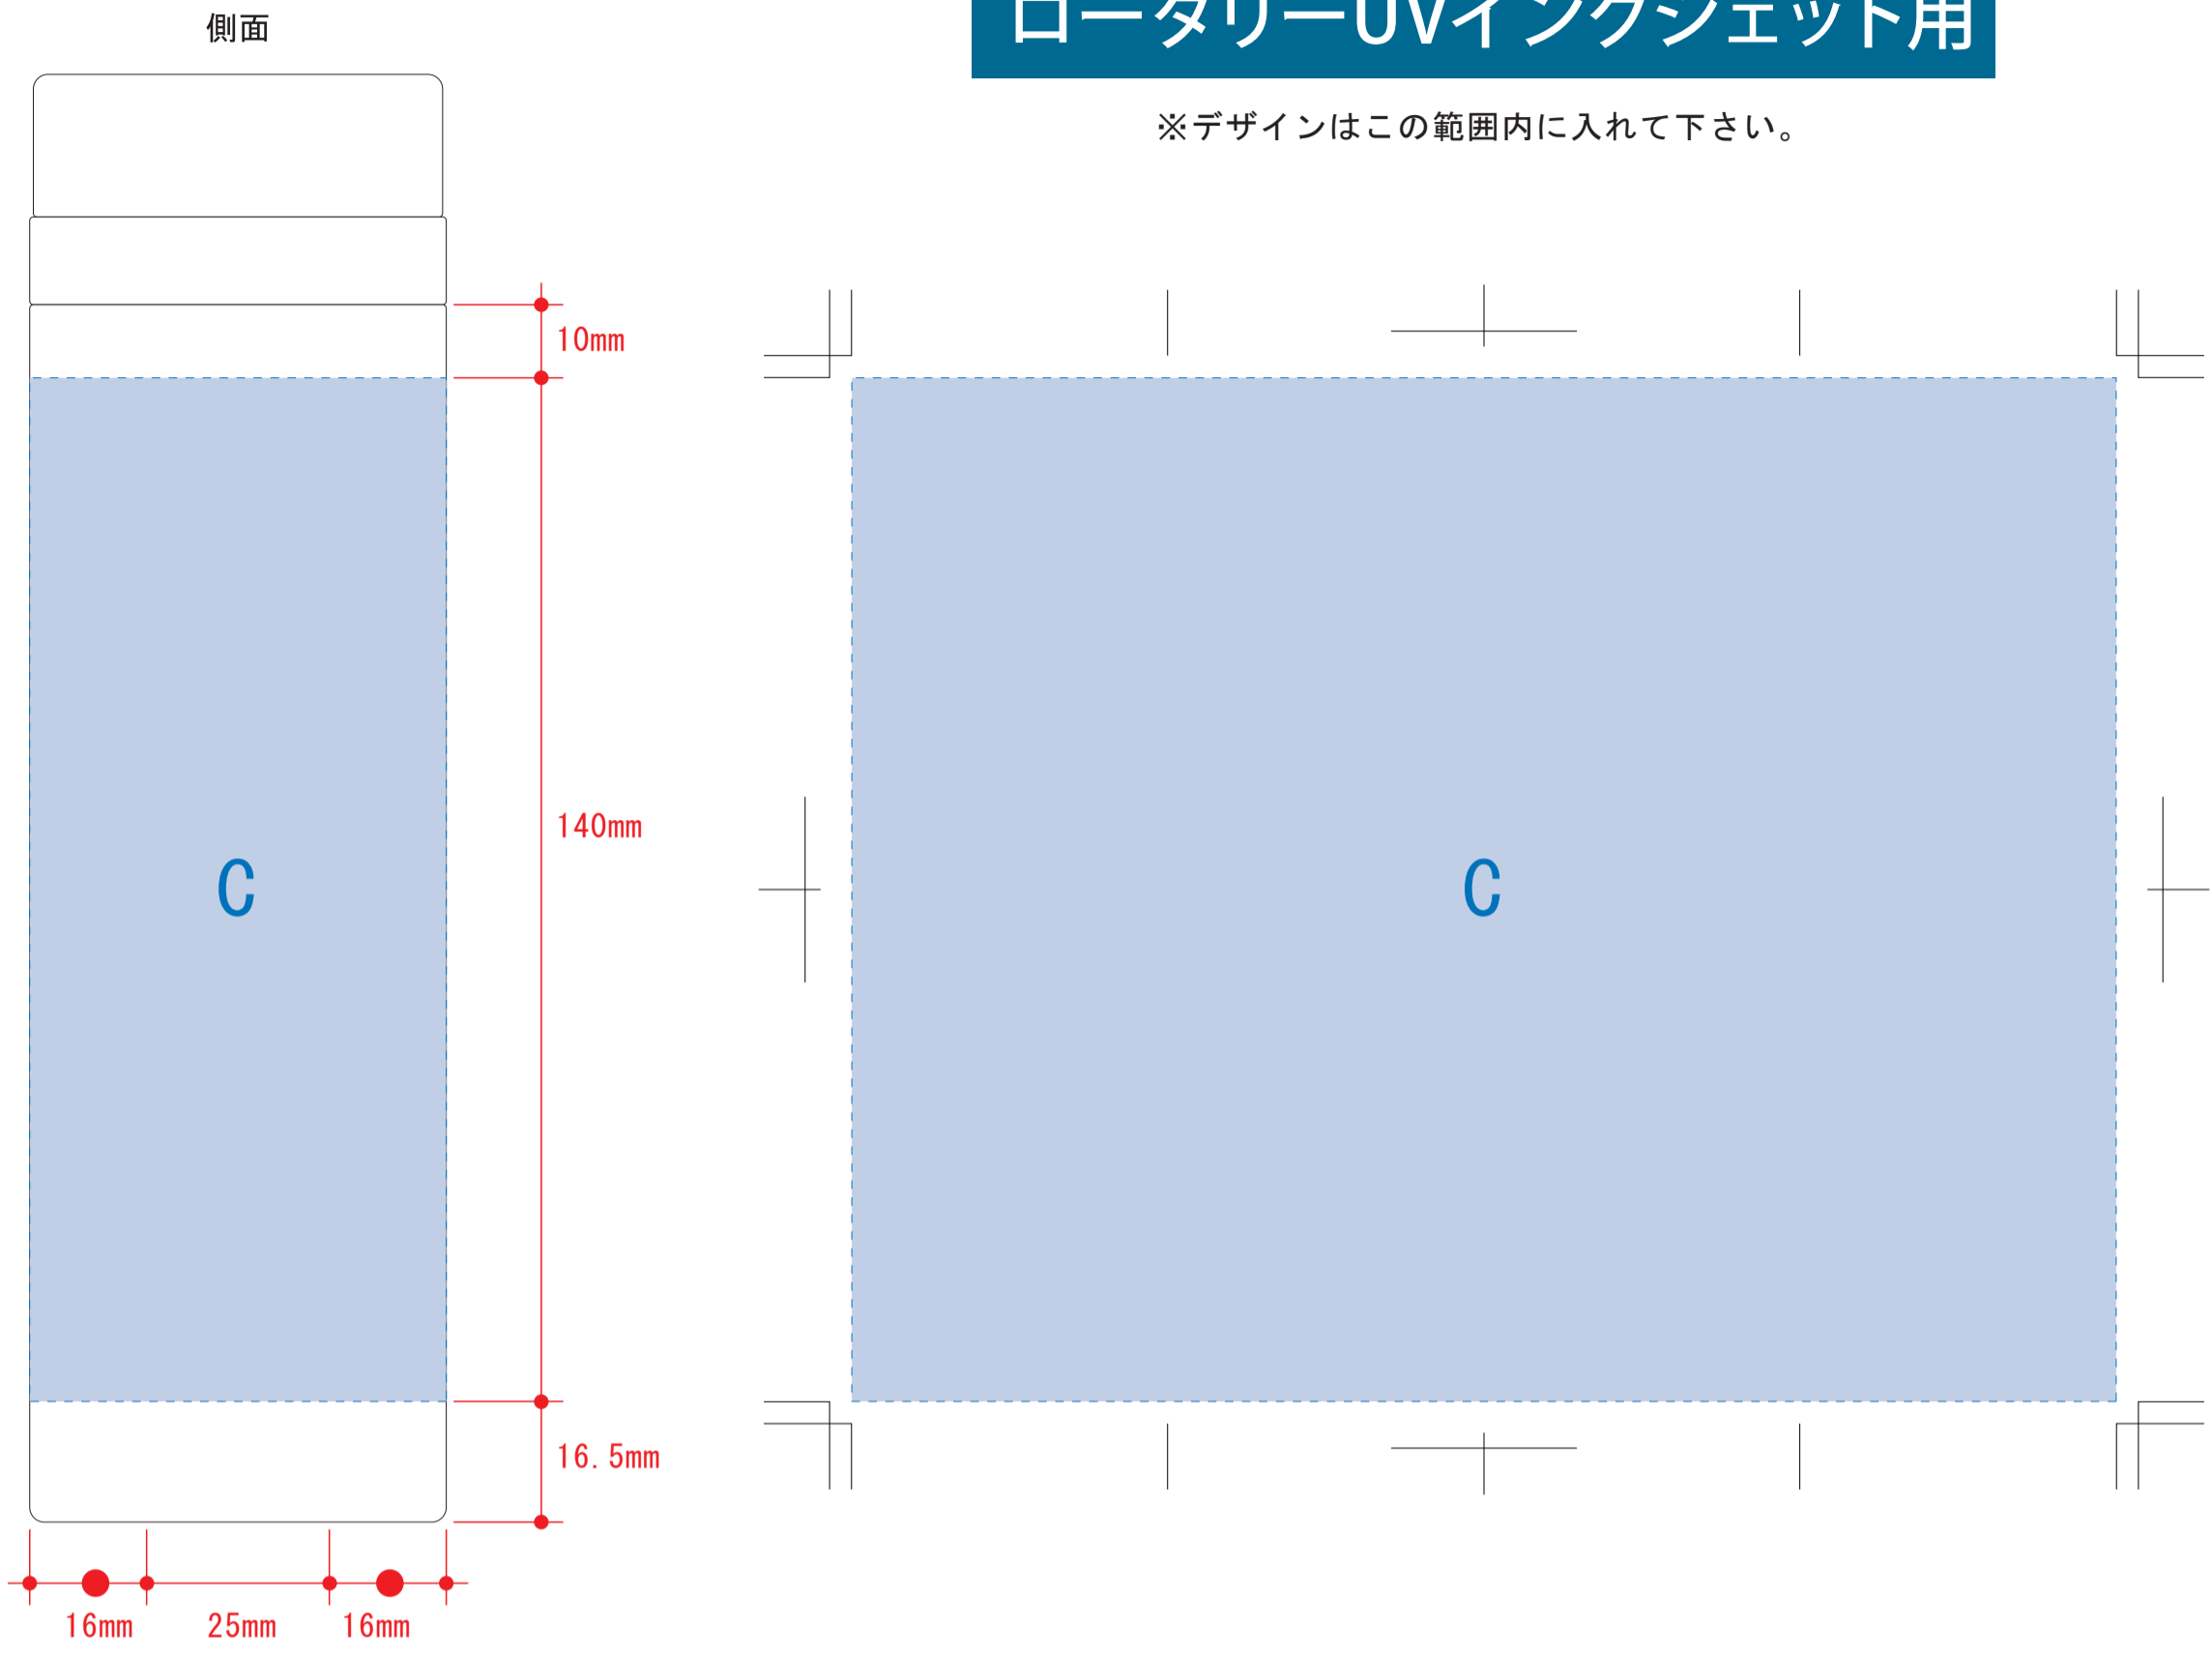 側面
ロータリーUVインクジェット用
※デザインはこの範囲内に入れて下さい。
10mm
140mm
C
C
16.5mm
16mm 25mm 16mm